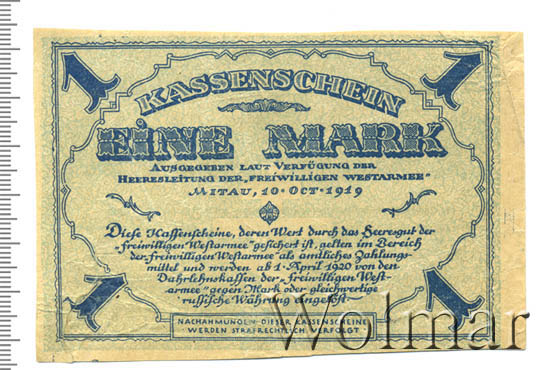 1 1
KASSENSCHEIN
EINE MARK
AUSGEGEBEN LAUT VERFÜGUNG DER
HEERESLEITUNG DER „FREIWILLIGEN WESTARMEE“
MITAU, 10·OCT·1919
Diese Kassenscheine, deren Wert durch das Heeresgut der
„freiwilligen Westarmee“ gesichert ist, gelten im Bereich
der „freiwilligen Westarmee“ als amtliches Zahlungs-
mittel und werden ab 1·April 1920 von den
Darlehnskassen der „freiwilligen West-
armee“ gegen Mark oder gleichwertige
russische Währung eingelöst
1 1
NACHAHMUNGEN DIESER KASSENSCHEINE
WERDEN STRAFRECHTLICH VERFOLGT
Wolmar